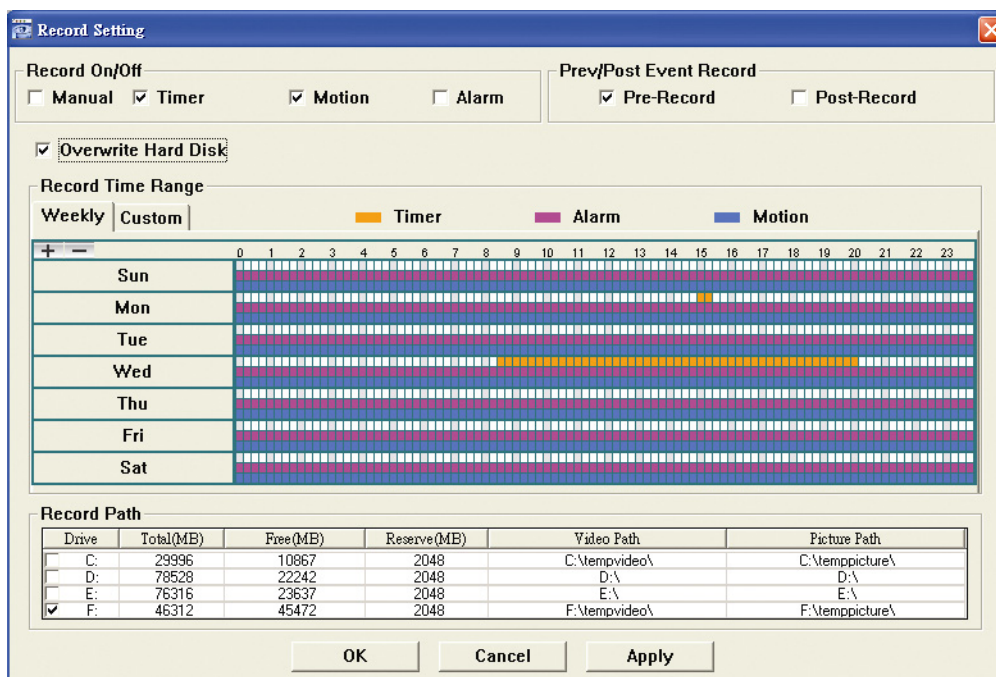 Record Setting
Record On/Off
Manual Timer Motion Alarm
Prev/Post Event Record
Pre-Record Post-Record
Overwrite Hard Disk
Record Time Range
Weekly Custom
Timer Alarm Motion
+ − 0 1 2 3 4 5 6 7 8 9 10 11 12 13 14 15 16 17 18 19 20 21 22 23
Sun
Mon
Tue
Wed
Thu
Fri
Sat
Record Path
Drive Total(MB) Free(MB) Reserve(MB) Video Path Picture Path
C: 29996 10867 2048 C:\tempvideo\ C:\temppicture\
D: 78528 22242 2048 D:\ D:\
E: 76316 23637 2048 E:\ E:\
F: 46312 45472 2048 F:\tempvideo\ F:\temppicture\
OK Cancel Apply